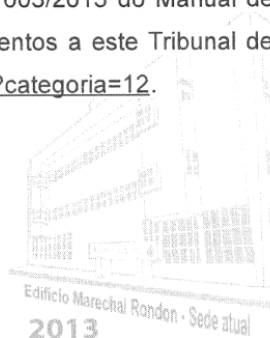 003/2013 do Manual de
entos a este Tribunal de
?categoria=12.
Edifício Marechal Rondon - Sede atual
2013